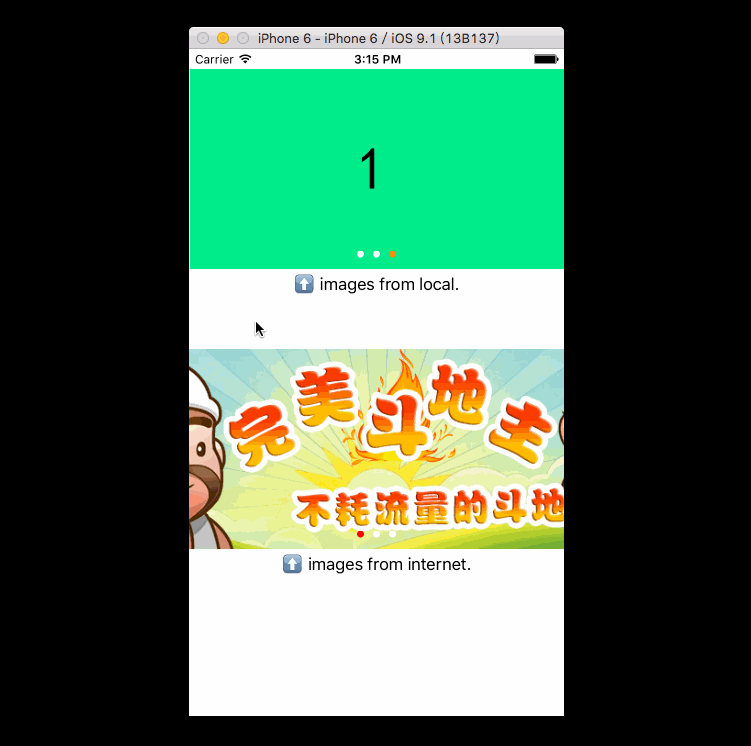 iPhone 6 - iPhone 6 / iOS 9.1 (13B137)
Carrier 3:15 PM
1
images from local.
完美斗地主
不耗流量的斗地
images from internet.